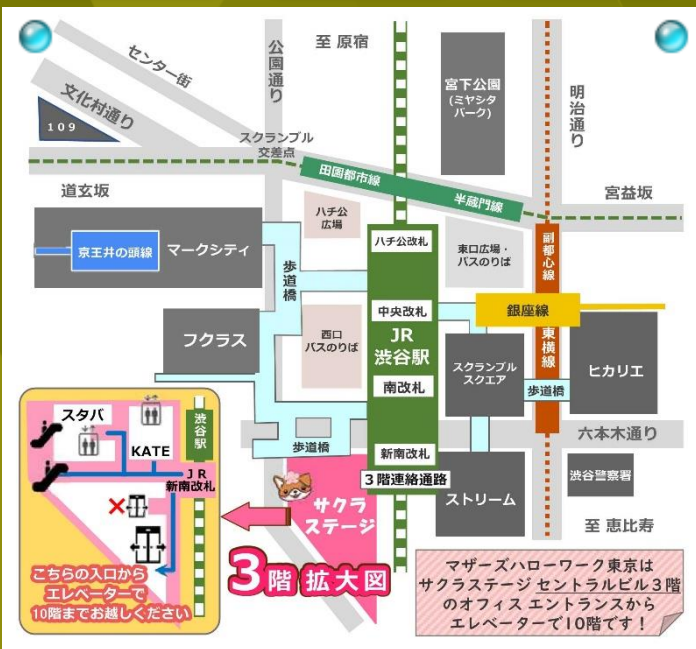 至 原宿
公園通り
センター街
文化村通り
109
宮下公園
(ミヤシタ
パーク)
明治通り
スクランブル
交差点
田園都市線
半蔵門線
宮益坂
道玄坂
ハチ公
広場
ハチ公改札
東口広場・
バスのりば
副都心線
京王井の頭線
マークシティ
歩道橋
中央改札
銀座線
東横線
フクラス
西口
バスのりば
JR
渋谷駅
スクランブル
スクエア
ヒカリエ
南改札
歩道橋
歩道橋
新南改札
六本木通り
3階連絡通路
ストリーム
渋谷警察署
至 恵比寿
サクラ
ステージ
3階 拡大図
スタバ
渋谷駅
KATE
JR
新南改札
こちらの入口から
エレベーターで
10階までお越しください
マザーズハローワーク東京は
サクラステージ セントラルビル3階
のオフィス エントランスから
エレベーターで10階です!